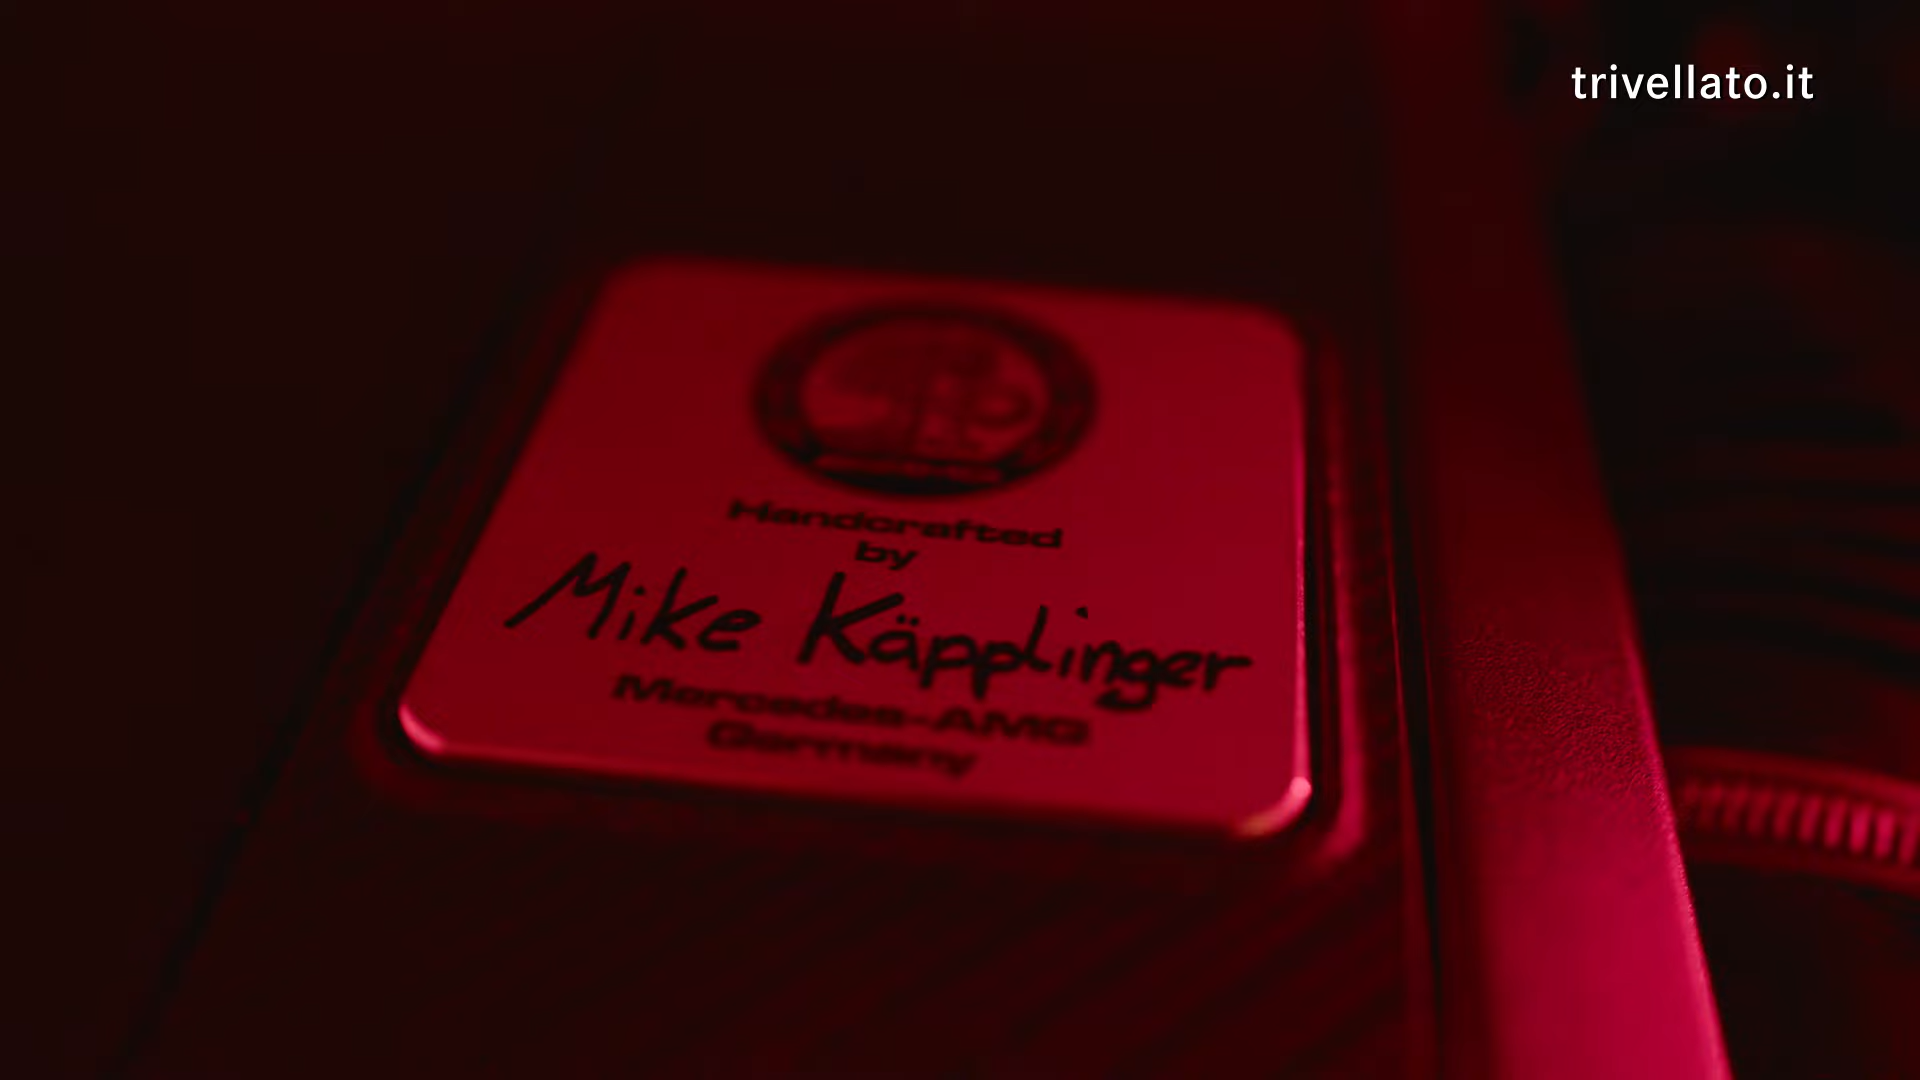 trivellato.it
Handcrafted
by
Mike Käpplinger
Mercedes-AMG
Germany